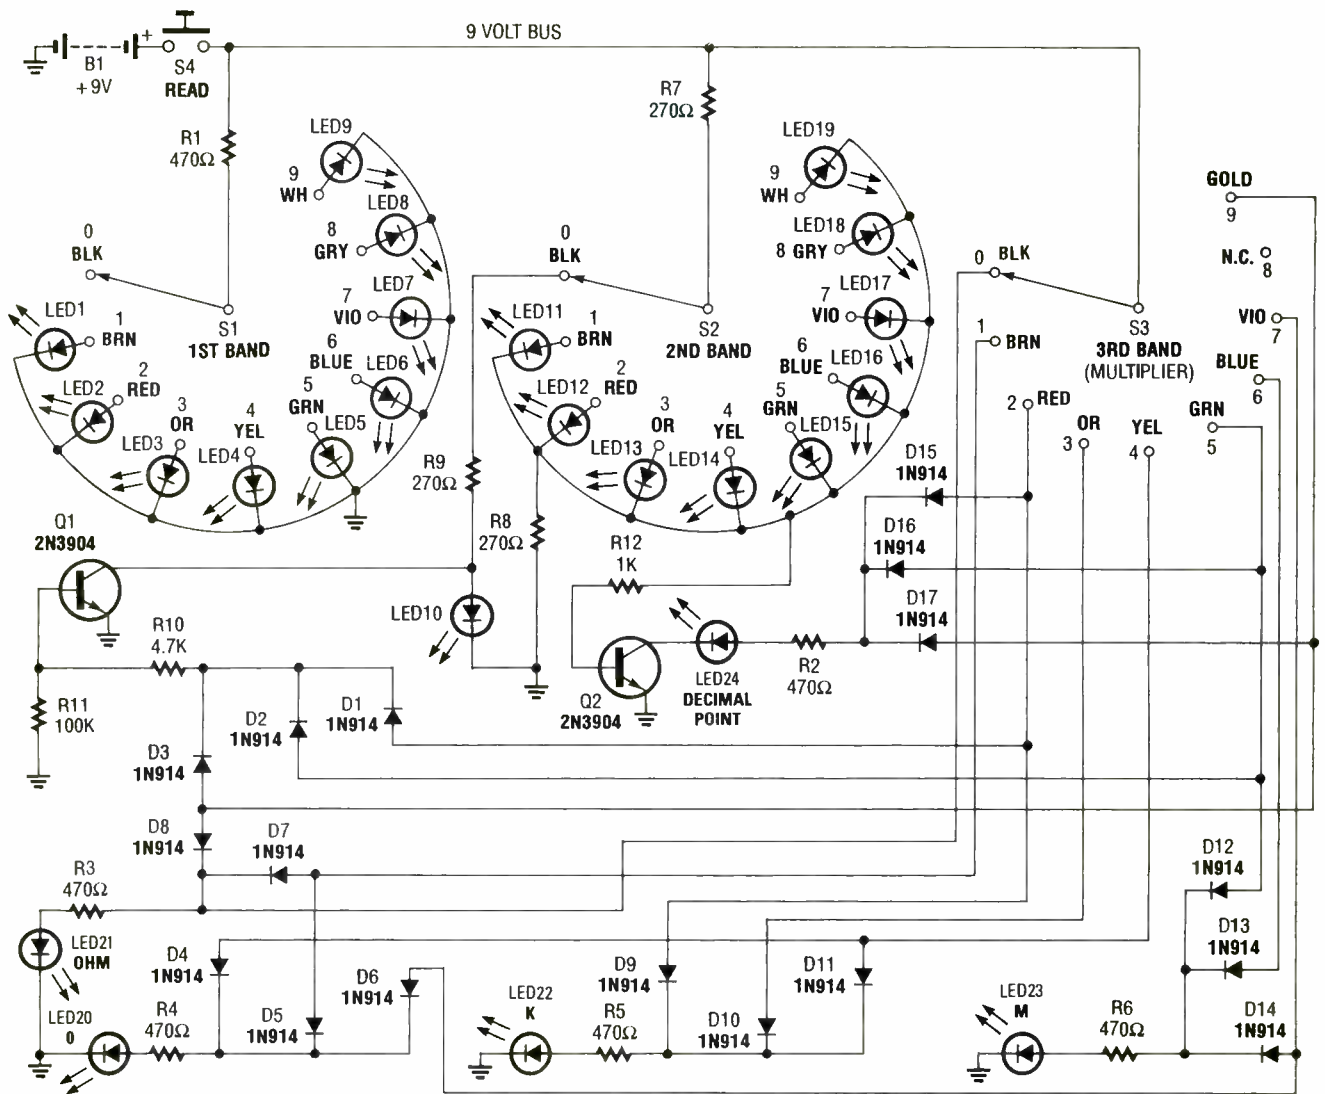 9 VOLT BUS
+
B1
+9V
S4
READ
R1
470Ω
R7
270Ω
LED9
9
WH
LED8
8
GRY
LED7
7
VIO
LED6
6
BLUE
LED5
5
GRN
LED4
4
YEL
LED3
3
OR
LED2
2
RED
LED1
1
BRN
0
BLK
S1
1ST BAND
LED19
9
WH
LED18
8 GRY
LED17
7
VIO
LED16
6
BLUE
LED15
5
GRN
LED14
4
YEL
LED13
3
OR
LED12
2
RED
LED11
1
BRN
0
BLK
S2
2ND BAND
GOLD
9
N.C.
8
VIO
7
BLUE
6
GRN
5
YEL
4
OR
3
2 RED
1
BRN
0
BLK
S3
3RD BAND
(MULTIPLIER)
R9
270Ω
R8
270Ω
R12
1K
D15
1N914
D16
1N914
D17
1N914
Q1
2N3904
LED10
R10
4.7K
R11
100K
Q2
2N3904
LED24
DECIMAL
POINT
R2
470Ω
D1
1N914
D2
1N914
D3
1N914
D8
1N914
D7
1N914
R3
470Ω
LED21
OHM
LED20
0
R4
470Ω
D4
1N914
D5
1N914
D6
1N914
LED22
K
R5
470Ω
D9
1N914
D10
1N914
D11
1N914
LED23
M
R6
470Ω
D12
1N914
D13
1N914
D14
1N914